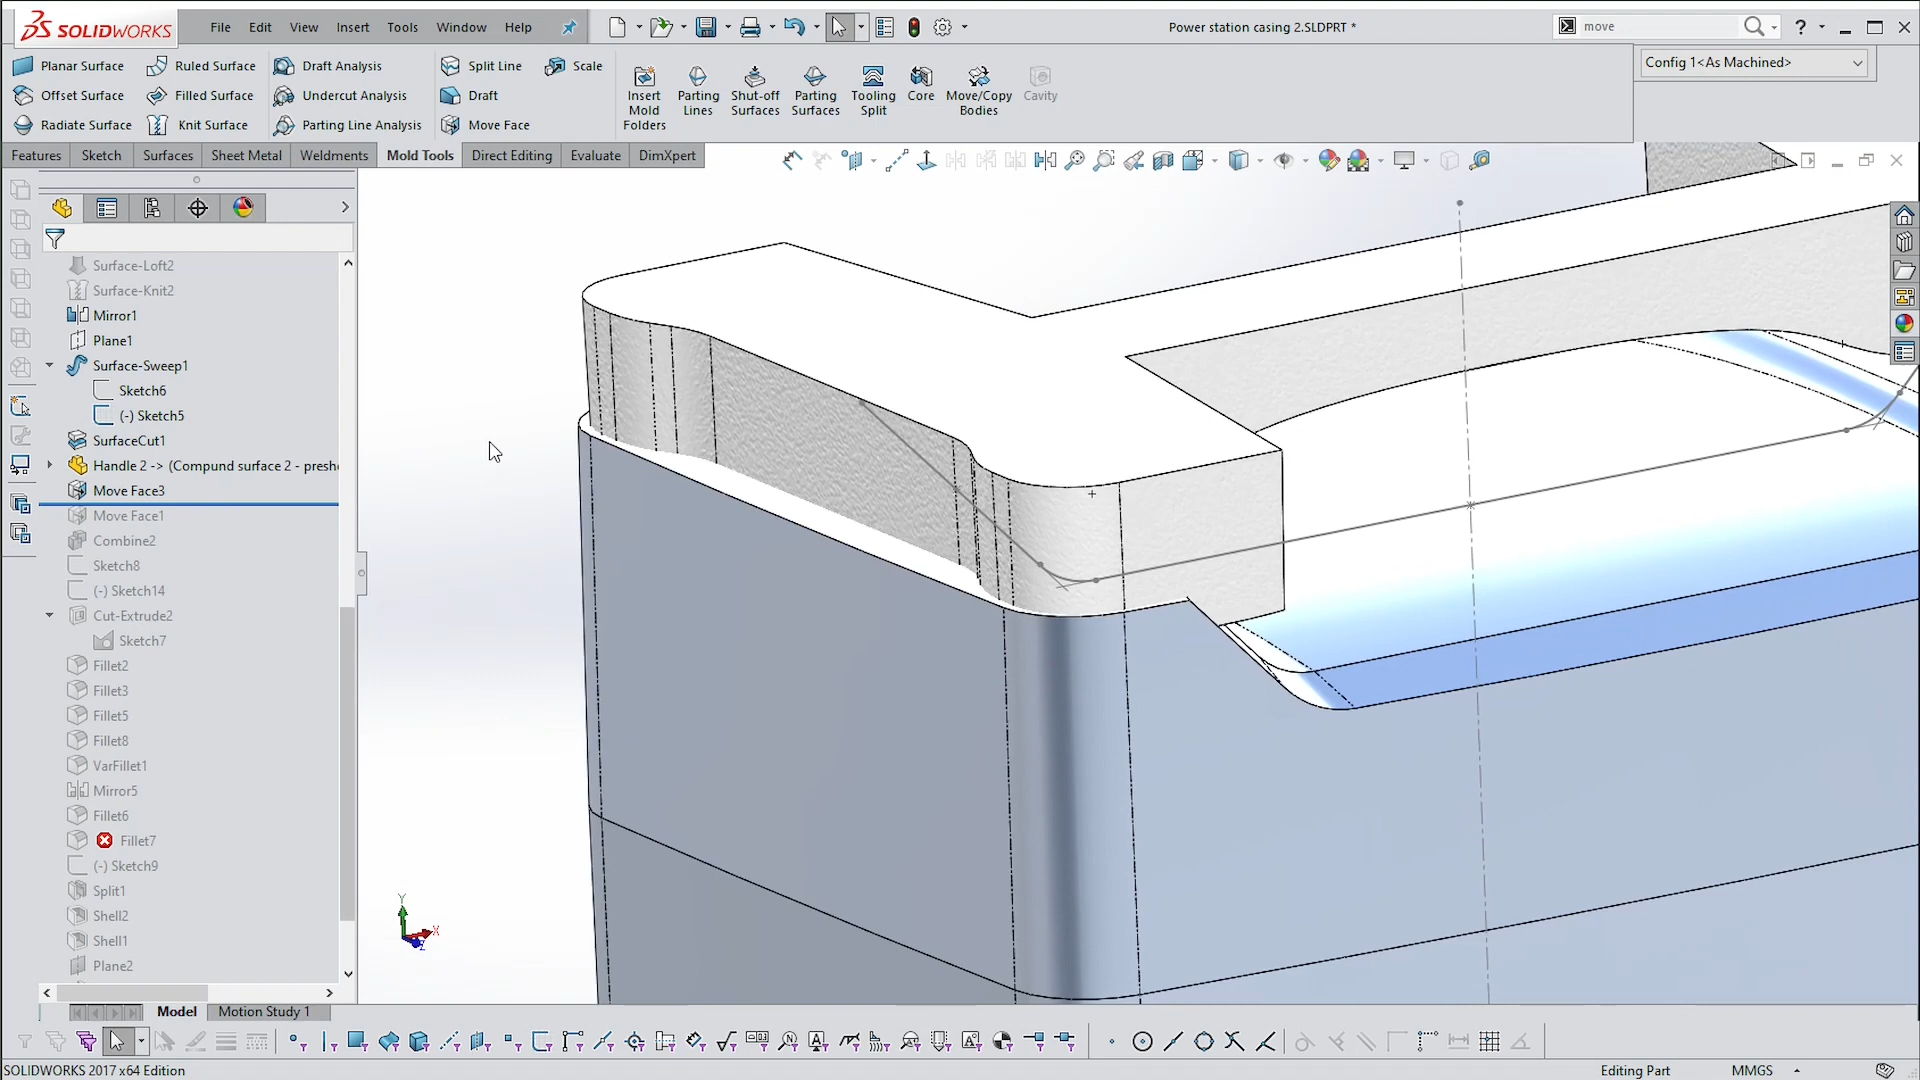 SOLIDWORKS
File Edit View Insert Tools Window Help
Power station casing 2.SLDPRT *
move
Planar Surface
Ruled Surface
Draft Analysis
Split Line
Scale
Offset Surface
Filled Surface
Undercut Analysis
Draft
Radiate Surface
Knit Surface
Parting Line Analysis
Move Face
Insert Mold Folders
Parting Lines
Shut-off Surfaces
Parting Surfaces
Tooling Split
Core
Move/Copy Bodies
Cavity
Config 1<As Machined>
Features Sketch Surfaces Sheet Metal Weldments Mold Tools Direct Editing Evaluate DimXpert
Surface-Loft2
Surface-Knit2
Mirror1
Plane1
Surface-Sweep1
Sketch6
(-) Sketch5
SurfaceCut1
Handle 2 -> (Compund surface 2 - presh
Move Face3
Move Face1
Combine2
Sketch8
(-) Sketch14
Cut-Extrude2
Sketch7
Fillet2
Fillet3
Fillet5
Fillet8
VarFillet1
Mirror5
Fillet6
Fillet7
(-) Sketch9
Split1
Shell2
Shell1
Plane2
Y
X
Z
Model Motion Study 1
SOLIDWORKS 2017 x64 Edition
Editing Part
MMGS